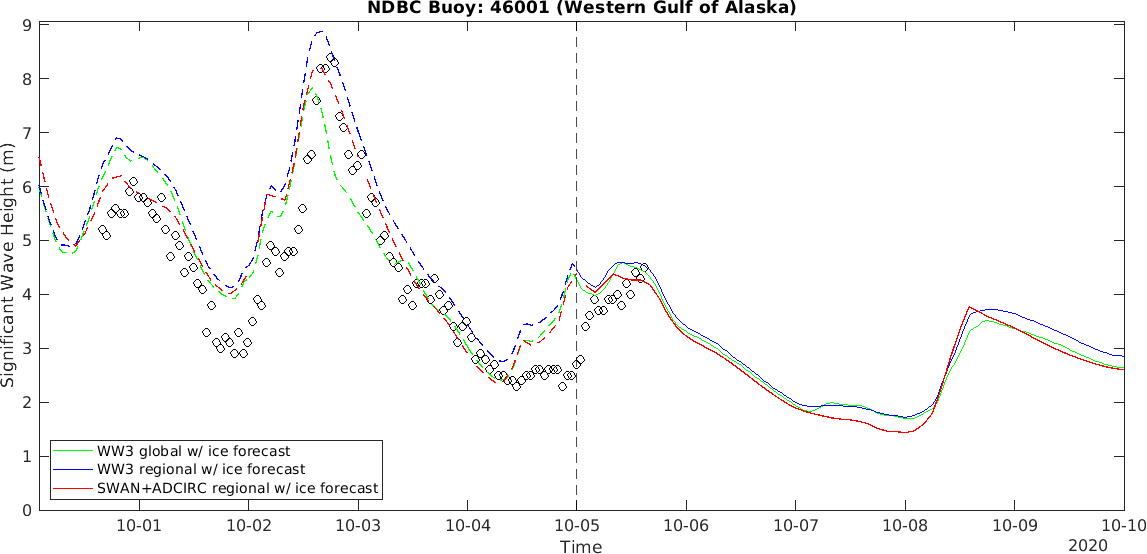 NDBC Buoy: 46001 (Western Gulf of Alaska)
Significant Wave Height (m)
9
8
7
6
5
4
3
2
1
0
WW3 global w/ ice forecast
WW3 regional w/ ice forecast
SWAN+ADCIRC regional w/ ice forecast
10-01 10-02 10-03 10-04 10-05 10-06 10-07 10-08 10-09 10-10
Time
2020